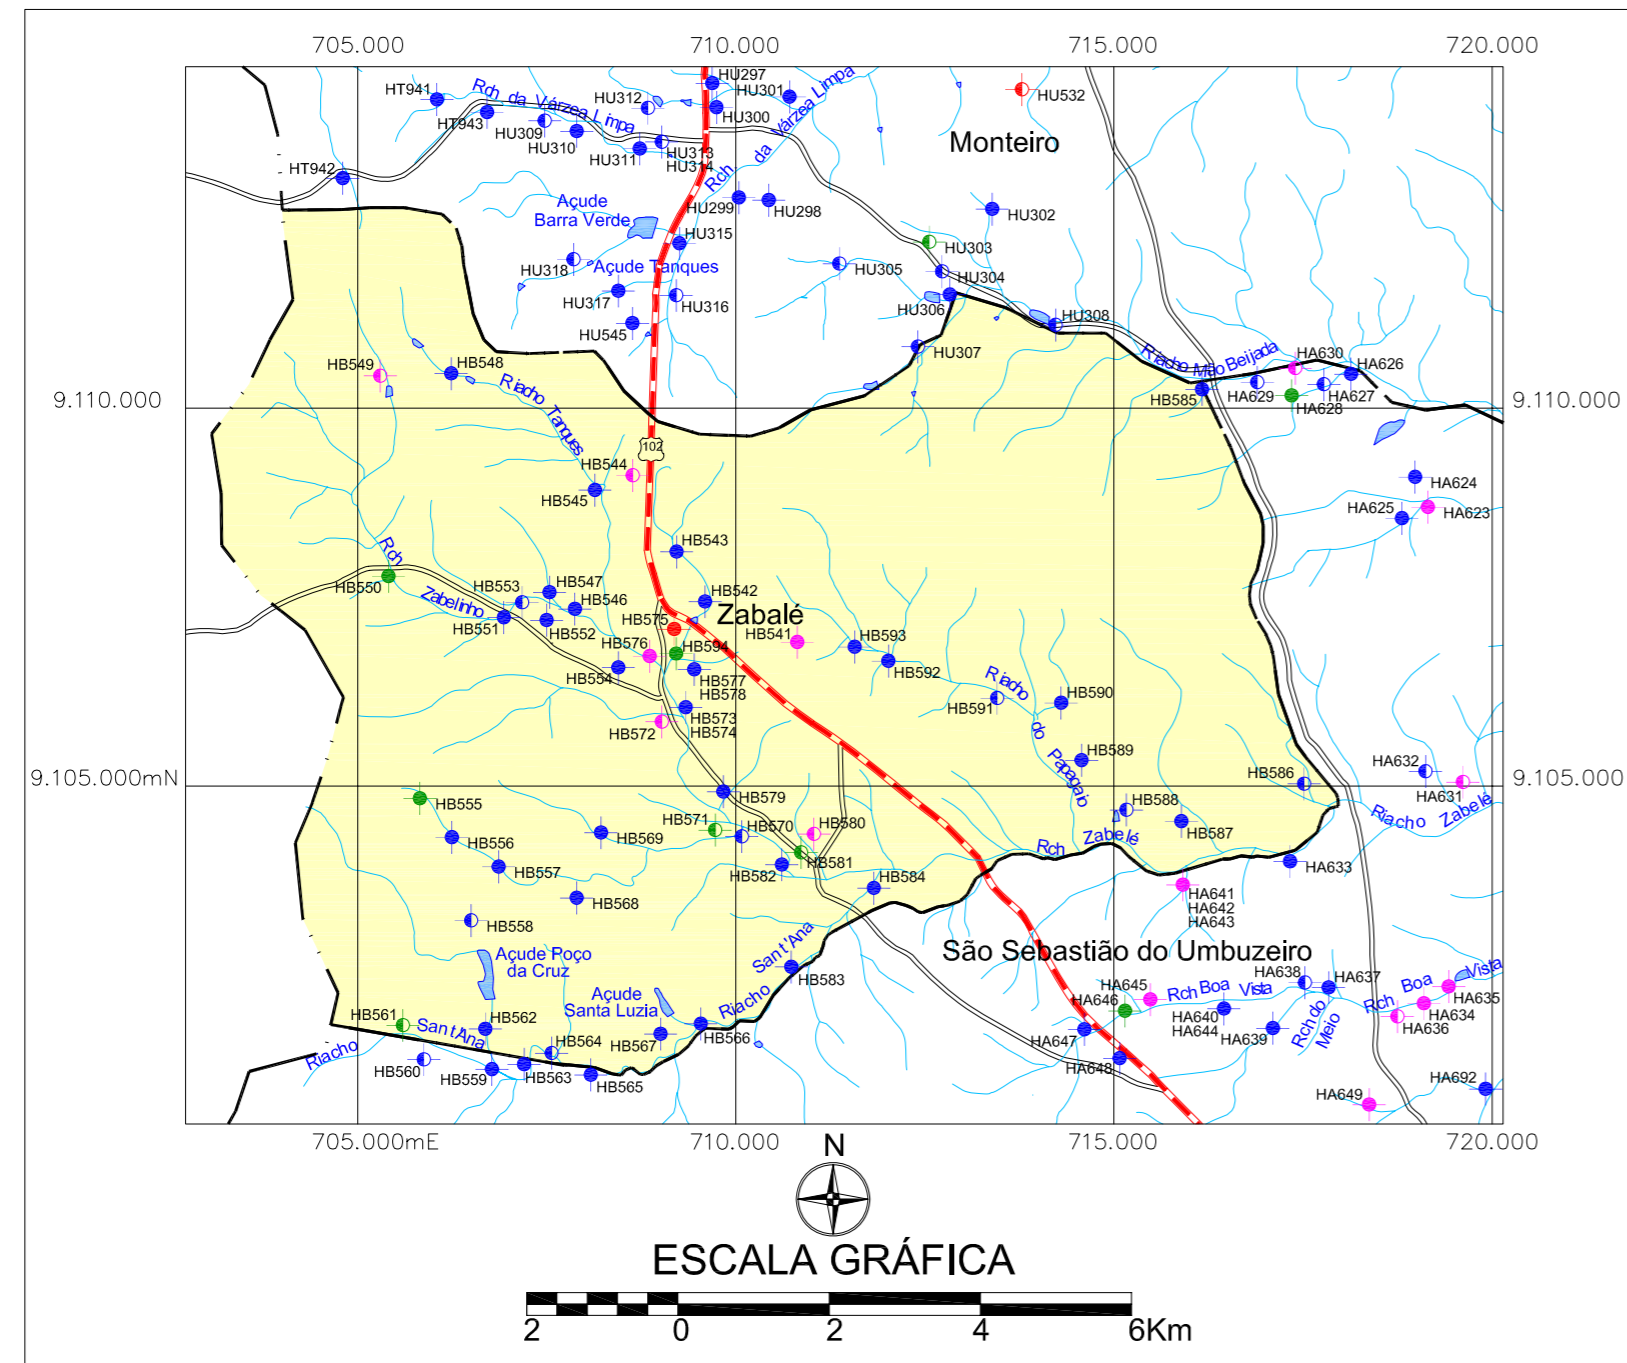 705.000
710.000
715.000
720.000
HT941
Rch da Várzea Limpa
HT943
HU309
HU310
HU311
HU312
HU313
HU314
HU297
HU301
HU300
Rch da Várzea Limpa
HU532
Monteiro
HT942
Açude
Barra Verde
HU299
HU298
HU302
HU315
HU303
HU318
Açude Tanques
HU305
HU304
HU317
HU316
HU306
HU308
HU545
HU307
Riacho Mão Beijada
HA630
HA626
HB549
HB548
Riacho Tanques
9.110.000
HB585
HA629
HA628
HA627
9.110.000
102
HB544
HB545
HA624
HA625
HA623
HB543
Rch
Zabelinho
HB550
HB553
HB547
HB546
HB542
HB551
HB552
HB575
Zabalé
HB541
HB593
HB576
HB594
HB554
HB577
HB578
HB592
Riacho
do
Papagaio
HB591
HB590
HB573
HB574
HB572
HB589
HB586
HA632
HA631
9.105.000mN
9.105.000
HB555
HB579
HB588
HB587
Riacho Zabelé
HB556
HB569
HB571
HB570
HB580
Rch Zabelé
HB557
HB581
HB582
HA633
HB568
HB584
HA641
HA642
HA643
HB558
Açude Poço
da Cruz
Riacho Sant'Ana
HB583
São Sebastião do Umbuzeiro
HA638
HA637
Rch Boa Vista
Açude
Santa Luzia
HA645
Rch Boa Vista
HA635
HA646
HA634
HA636
HB561
Riacho Sant'Ana
HB562
HB566
HB567
HA640
HA644
HA639
Rch do
Meio
HA647
HB564
HB560
HB559
HB563
HB565
HA648
HA649
HA692
705.000mE
710.000
715.000
720.000
N
ESCALA GRÁFICA
2 0 2 4 6Km